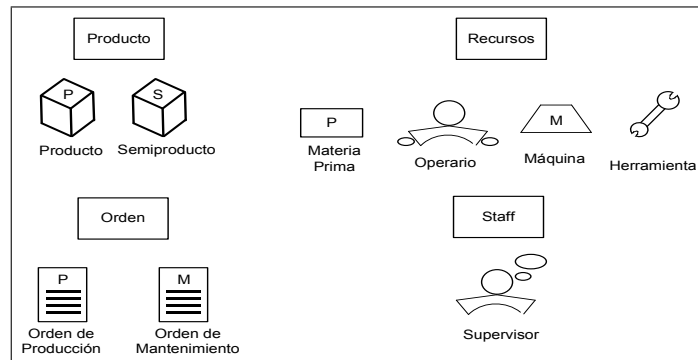 Producto
Recursos
P
S
Producto
Semiproducto
P
M
Materia
Prima
Operario
Máquina
Herramienta
Orden
Staff
P
M
Orden de
Producción
Orden de
Mantenimiento
Supervisor